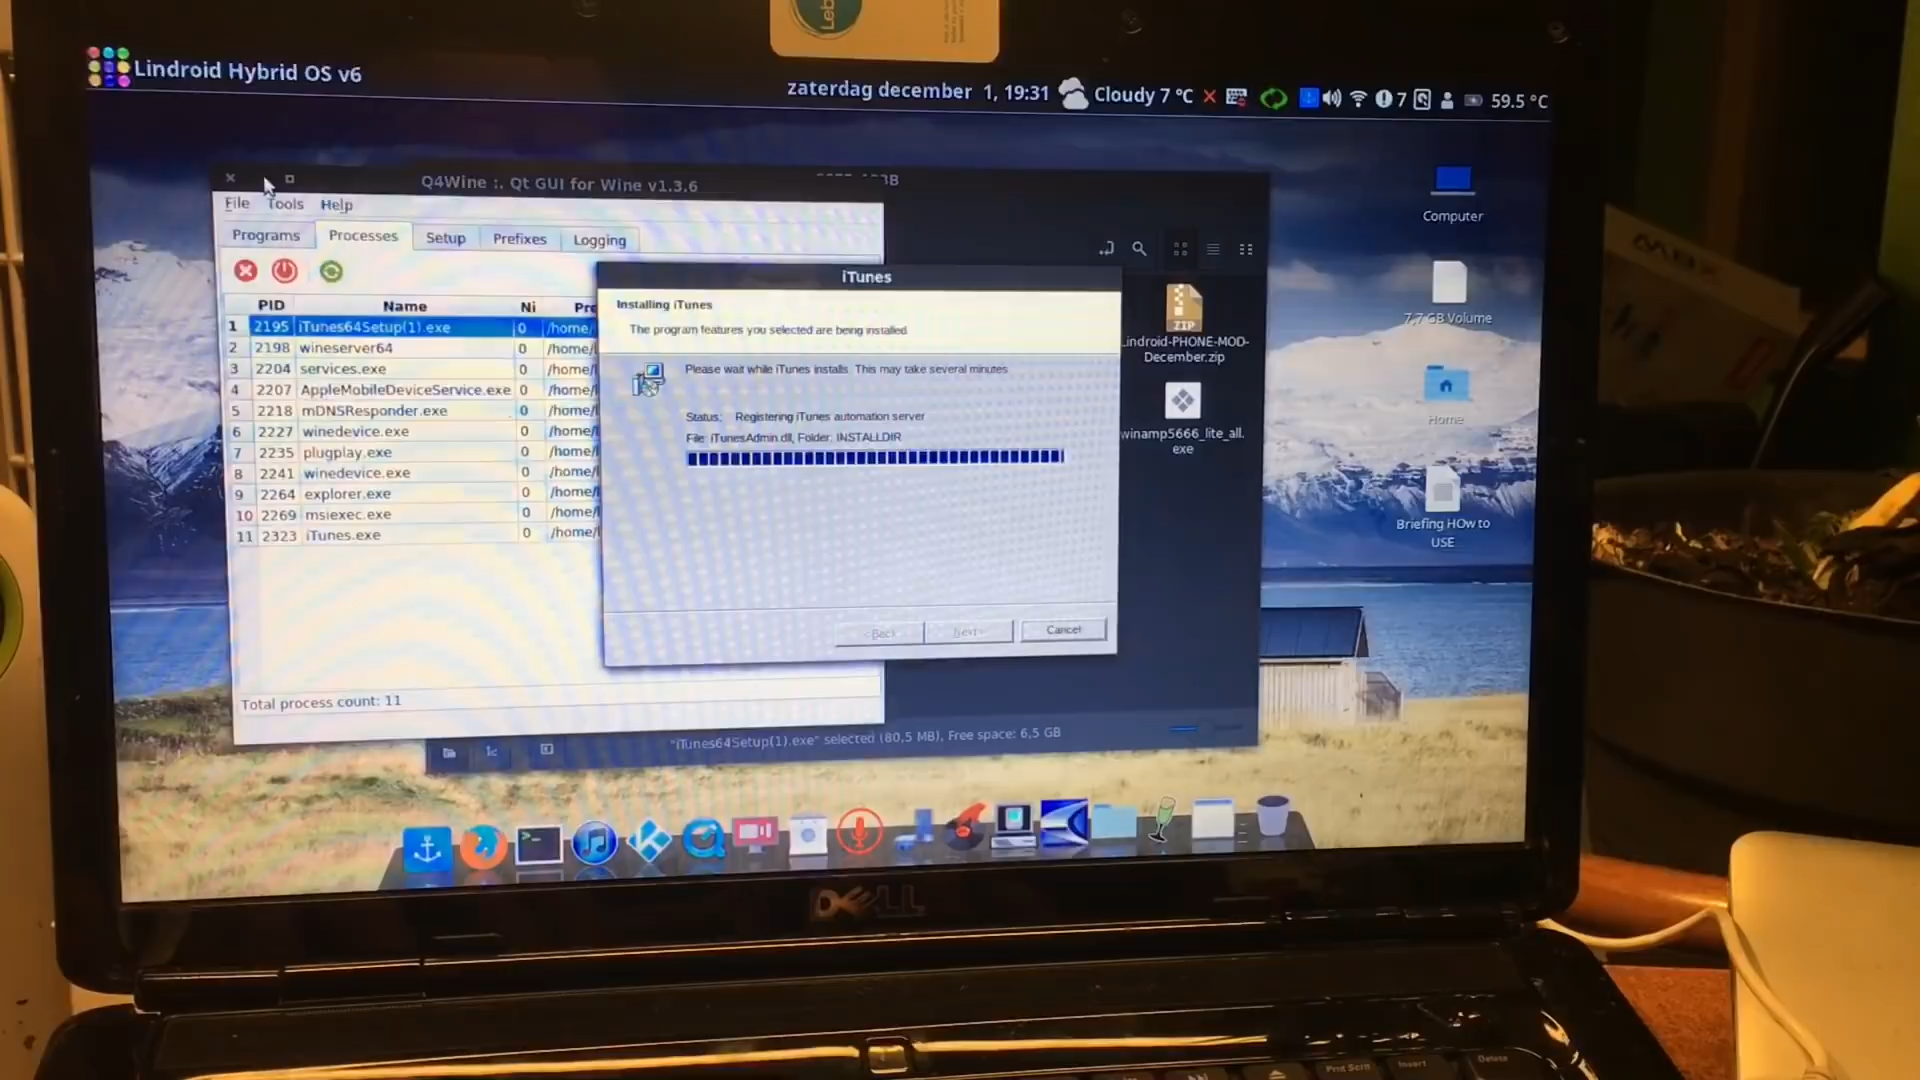 Leb
Lindroid Hybrid OS v6
zaterdag december 1, 19:31 Cloudy 7 °C 7 59.5 °C
Q4Wine :. Qt GUI for Wine v1.3.6
File Tools Help
Programs Processes Setup Prefixes Logging
PID Name Ni
1 2195 iTunes64Setup(1).exe 0 /home/
2 2198 wineserver64 0 /home/
3 2204 services.exe 0 /home/
4 2207 AppleMobileDeviceService.exe 0 /home/
5 2218 mDNSResponder.exe 0 /home/
6 2227 winedevice.exe 0 /home/
7 2235 plugplay.exe 0 /home/
8 2241 winedevice.exe 0 /home/
9 2264 explorer.exe 0 /home/
10 2269 msiexec.exe 0 /home/
11 2323 iTunes.exe 0 /home/
Total process count: 11
iTunes
Installing iTunes
The program features you selected are being installed.
Please wait while iTunes installs. This may take several minutes.
Status: Registering iTunes automation server
File: iTunesAdmin.dll, Folder: INSTALLDIR
< Back Next > Cancel
ZIP
Lindroid-PHONE-MOD-
December.zip
winamp5666_lite_all.
exe
"iTunes64Setup(1).exe" selected (80,5 MB), Free space: 6,5 GB
Computer
7,7 GB Volume
Home
Briefing HOw to
USE
DELL
Prnt Scrn
Insert
Delete